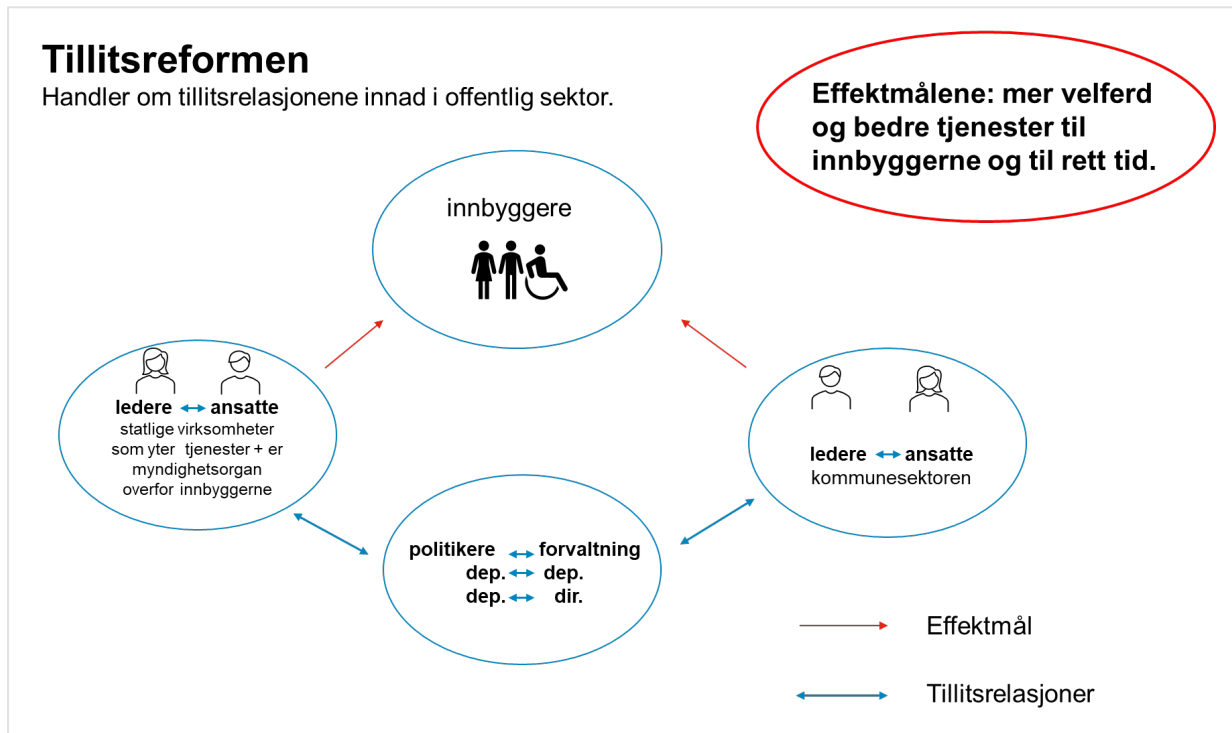 Tillitsreformen
Handler om tillitsrelasjonene innad i offentlig sektor.
Effektmålene: mer velferd
og bedre tjenester til
innbyggerne og til rett tid.
innbyggere
ledere ansatte
statlige virksomheter
som yter tjenester + er
myndighetsorgan
overfor innbyggerne
ledere ansatte
kommunesektoren
politikere forvaltning
dep. dep.
dep. dir.
Effektmål
Tillitsrelasjoner